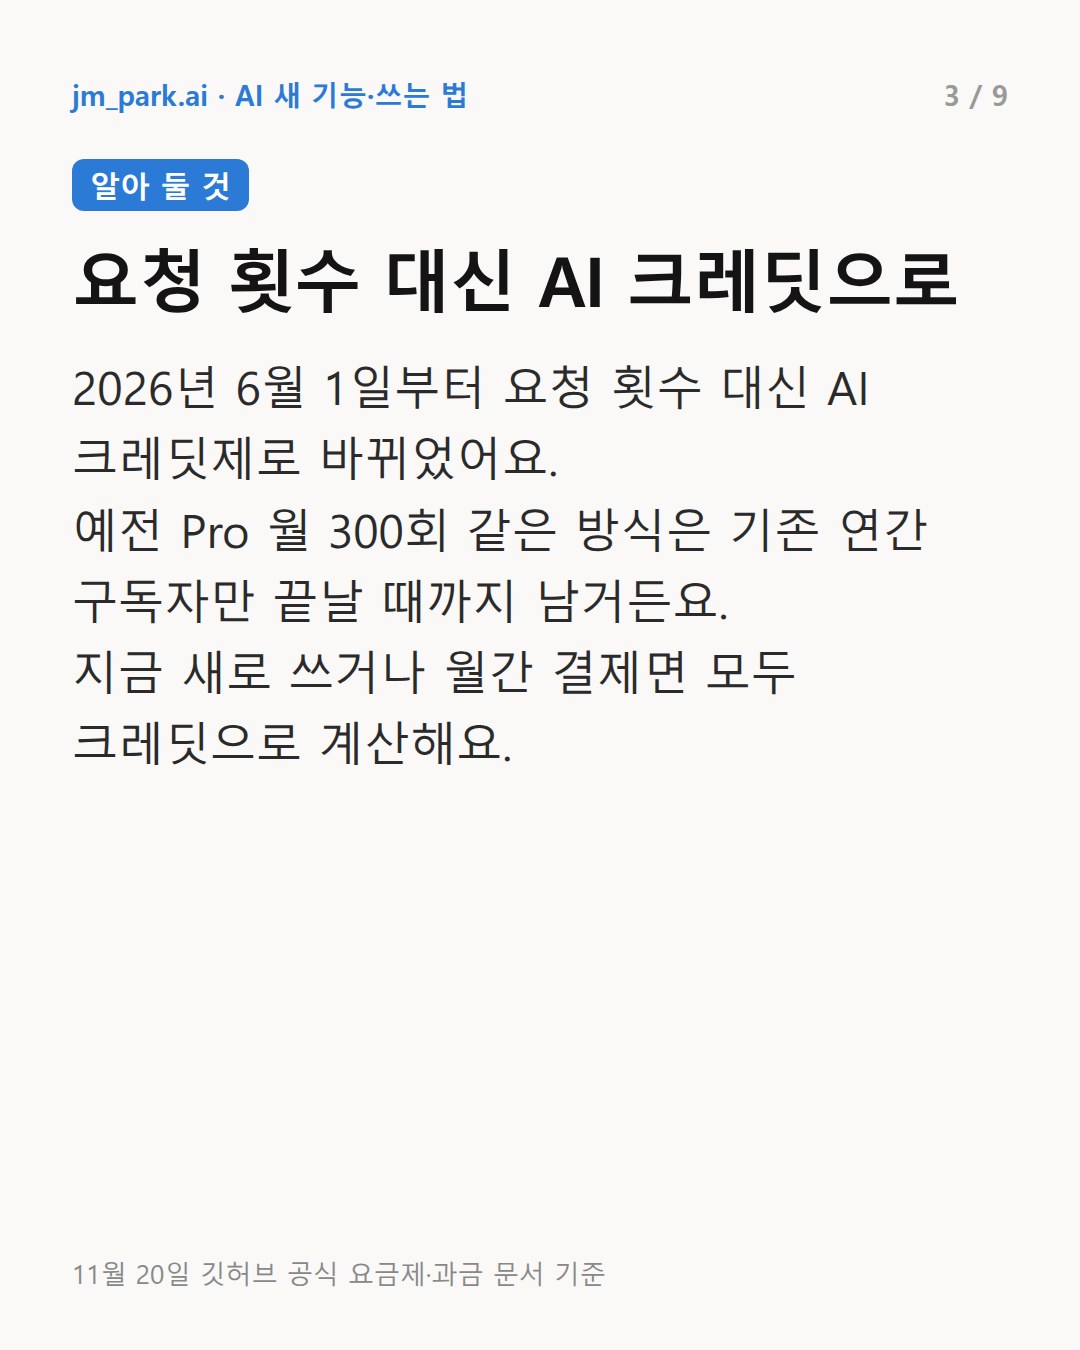 jm_park.ai · AI 새 기능·쓰는 법
3 / 9
알아 둘 것
요청 횟수 대신 AI 크레딧으로
2026년 6월 1일부터 요청 횟수 대신 AI
크레딧제로 바뀌었어요.
예전 Pro 월 300회 같은 방식은 기존 연간
구독자만 끝날 때까지 남거든요.
지금 새로 쓰거나 월간 결제면 모두
크레딧으로 계산해요.
11월 20일 깃허브 공식 요금제·과금 문서 기준